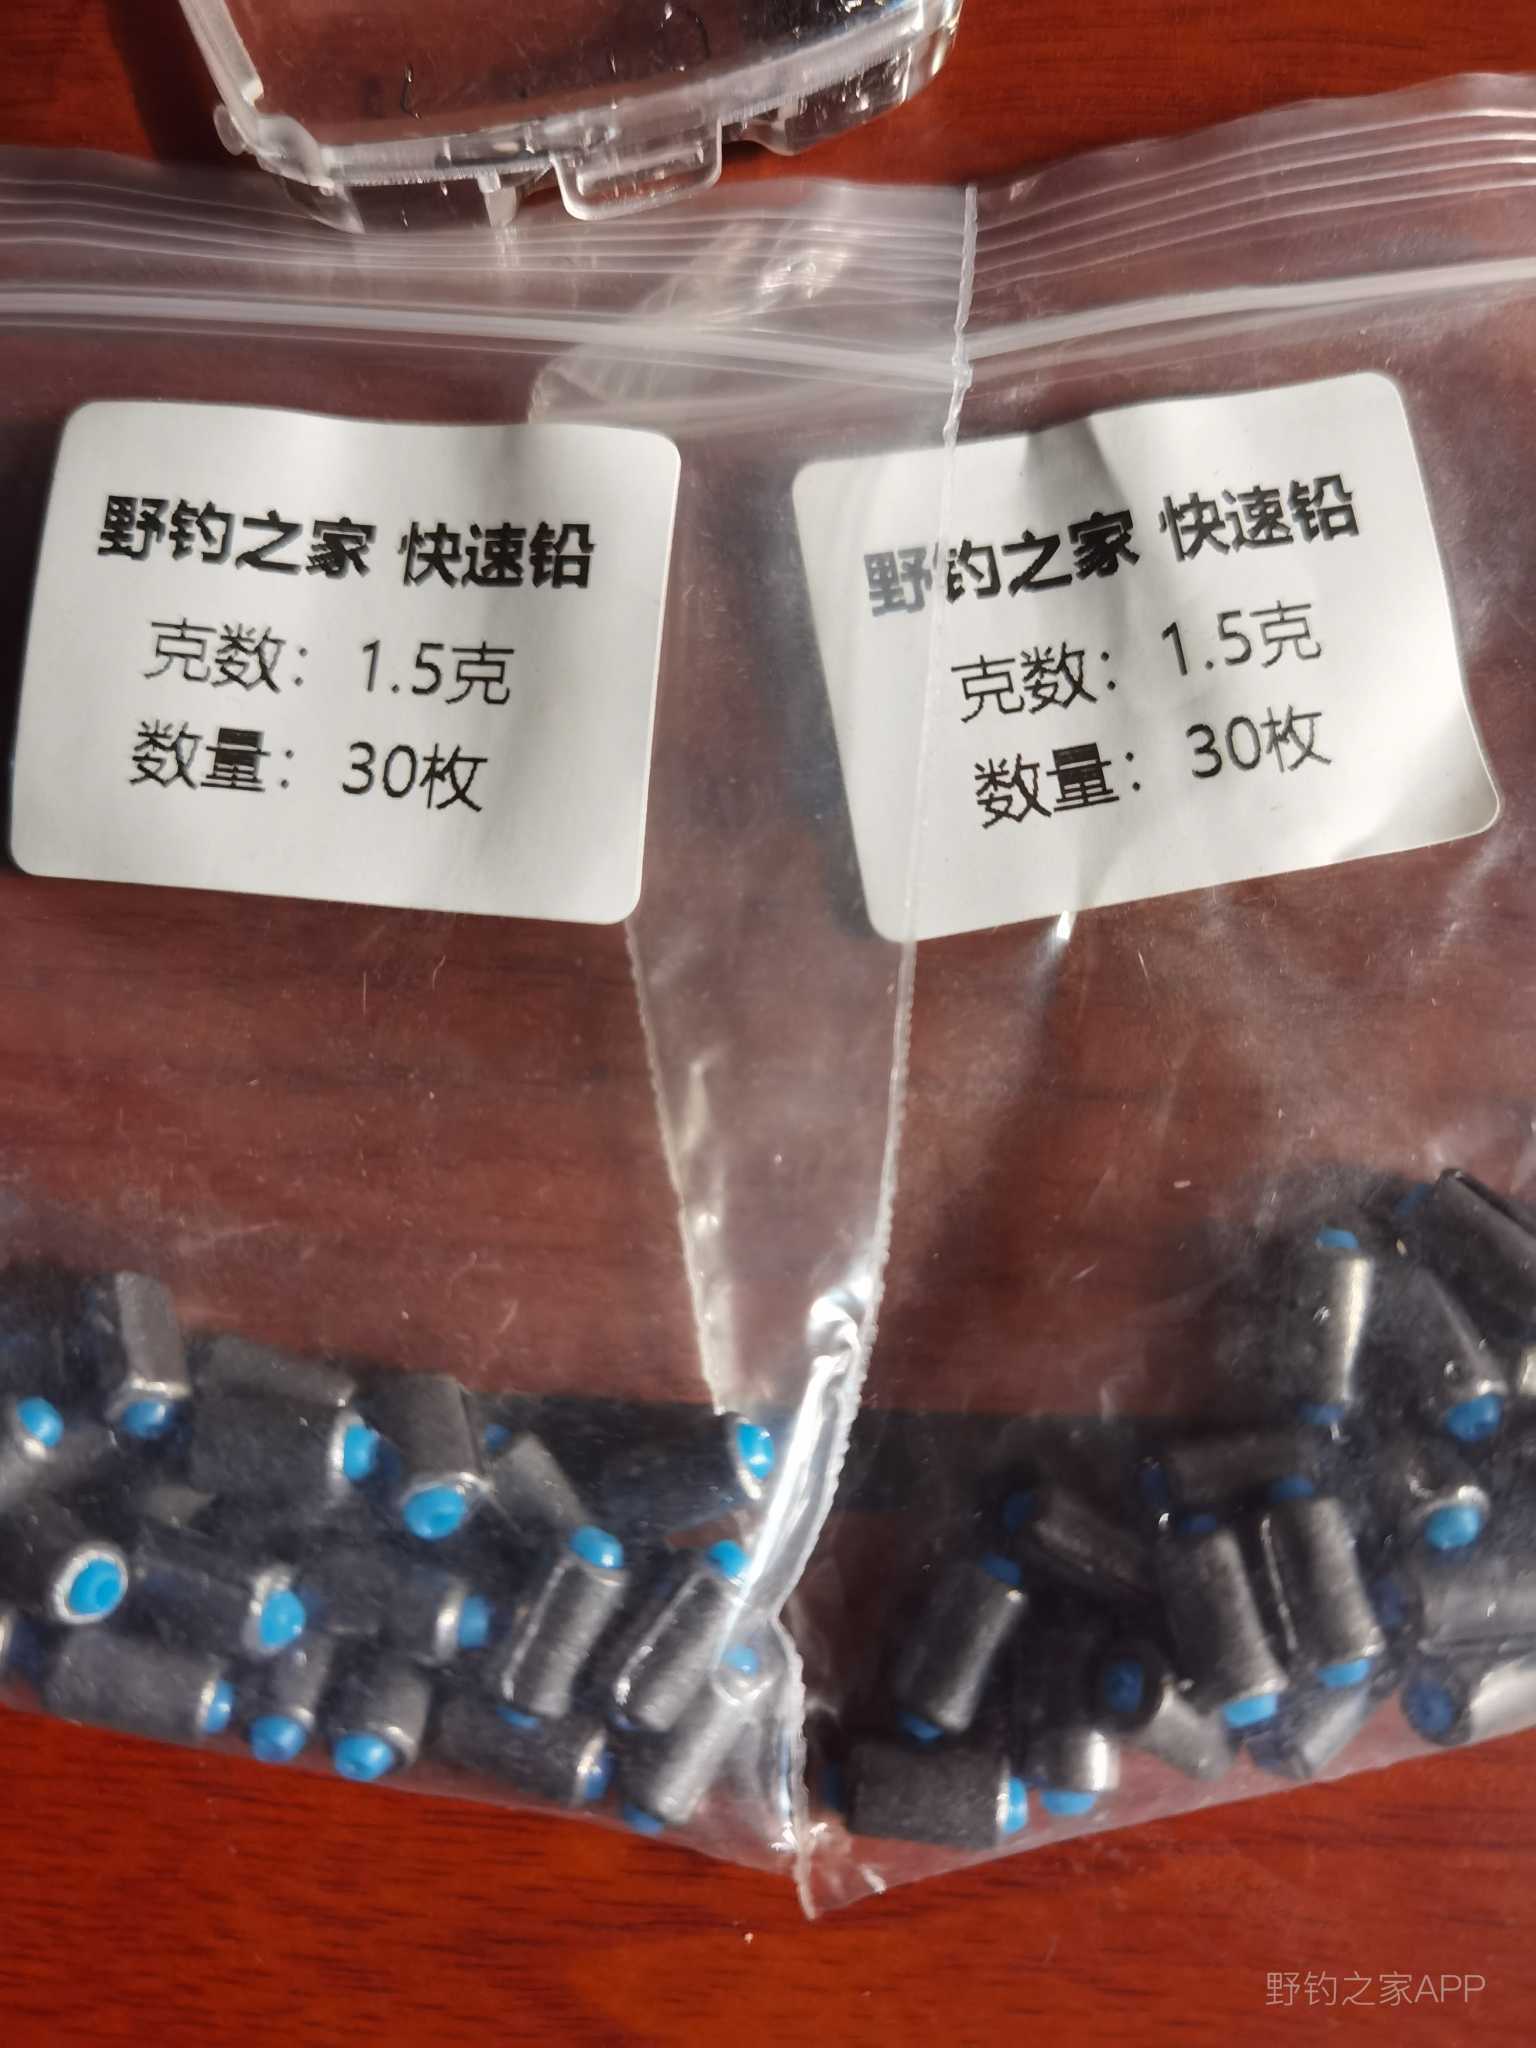 野钓之家 快速铅
克数：1.5克
数量：30枚
野钓之家 快速铅
克数：1.5克
数量：30枚
野钓之家APP